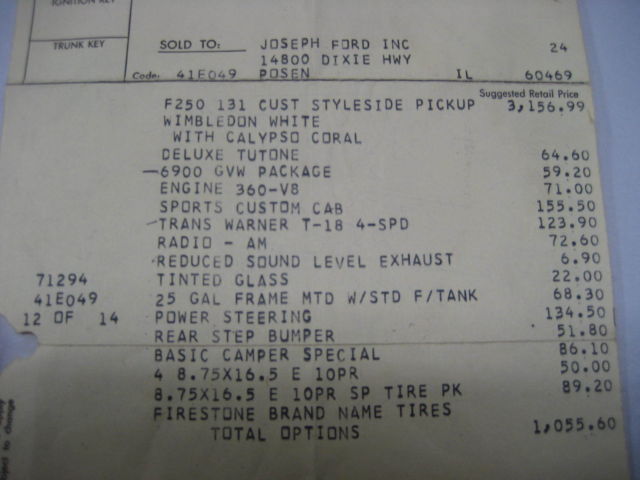 IGNITION KEY
TRUNK KEY
SOLD TO: JOSEPH FORD INC 24
14800 DIXIE HWY
Code. 41E049 POSEN IL 60469
Suggested Retail Price
F250 131 CUST STYLESIDE PICKUP 3,156.99
WIMBLEDON WHITE
WITH CALYPSO CORAL
DELUXE TUTONE 64.60
6900 GVW PACKAGE 59.20
ENGINE 360-V8 71.00
SPORTS CUSTOM CAB 155.50
TRANS WARNER T-18 4-SPD 123.90
RADIO - AM 72.60
REDUCED SOUND LEVEL EXHAUST 6.90
71294 TINTED GLASS 22.00
41E049 25 GAL FRAME MTD W/STD F/TANK 68.30
12 OF 14 POWER STEERING 134.50
REAR STEP BUMPER 51.80
BASIC CAMPER SPECIAL 86.10
4 8.75X16.5 E 10PR 50.00
8.75X16.5 E 10PR SP TIRE PK 89.20
FIRESTONE BRAND NAME TIRES
TOTAL OPTIONS 1,055.60
to change